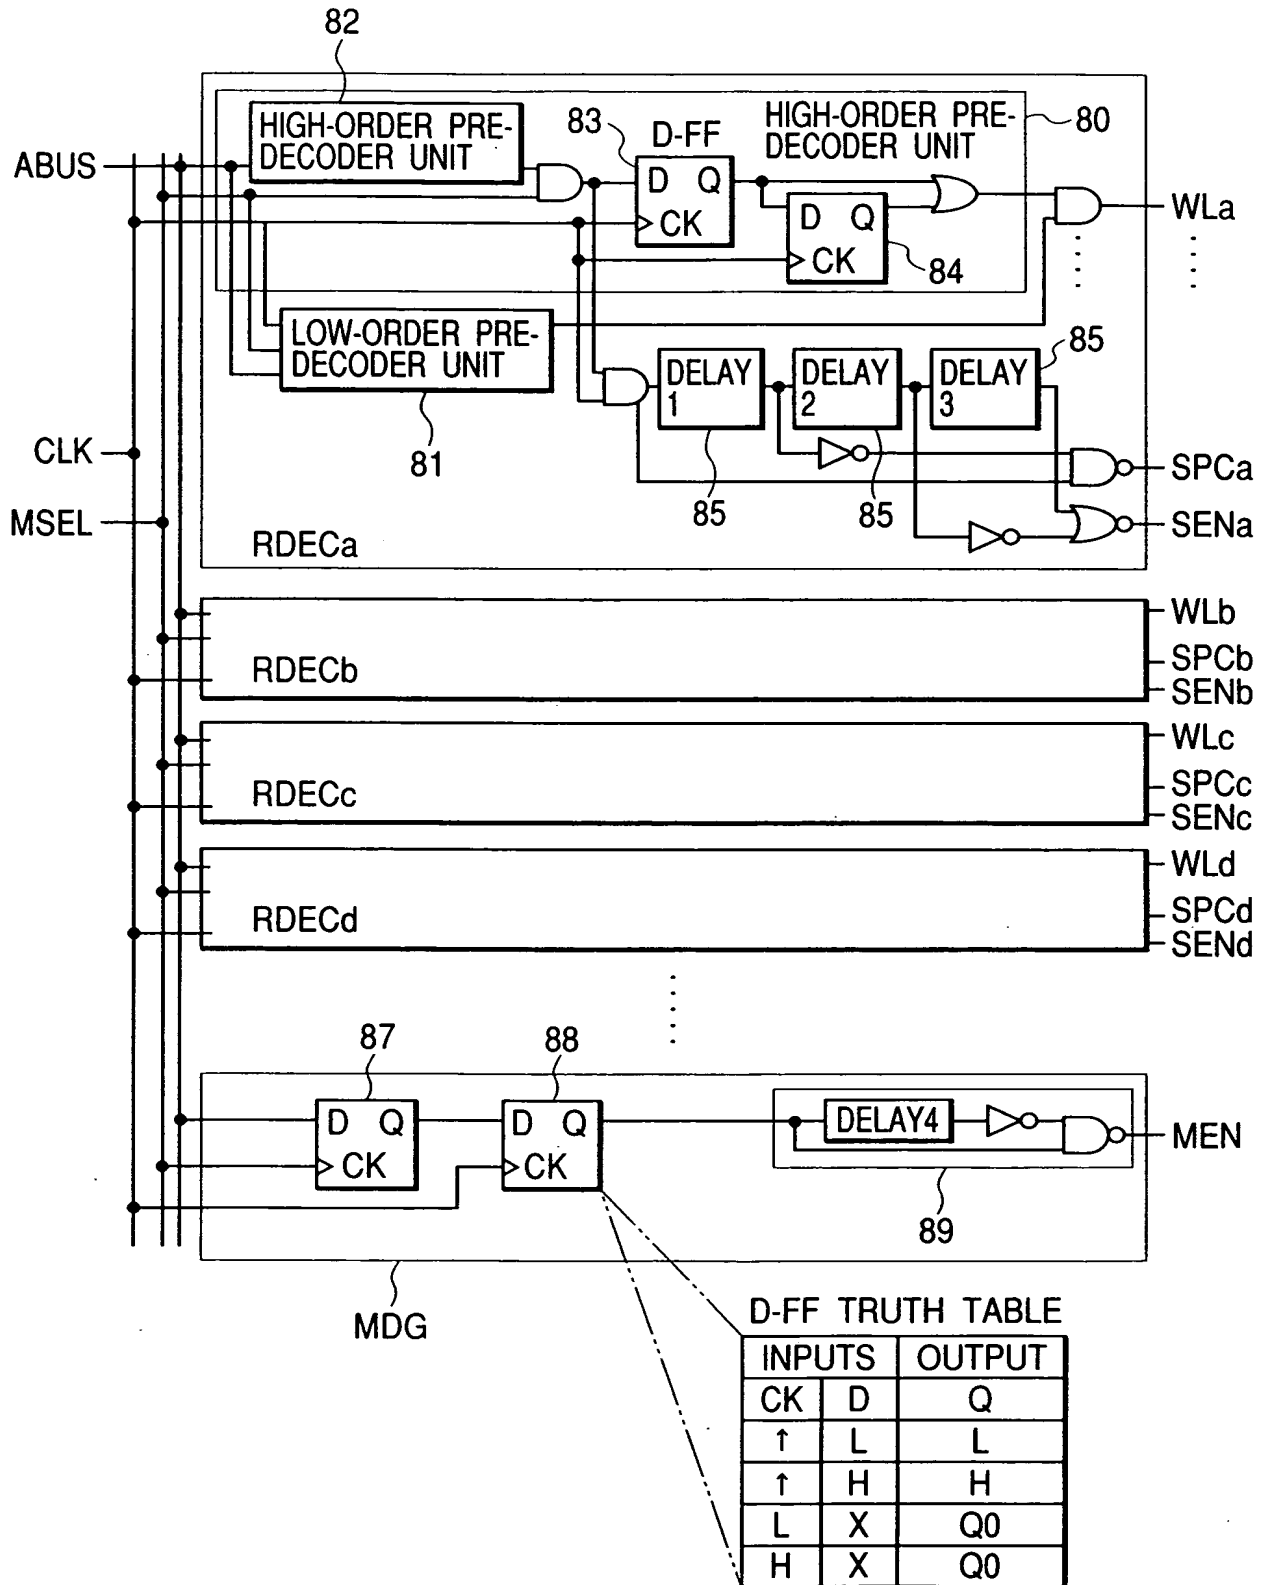 82
HIGH-ORDER PRE-
DECODER UNIT
83
D-FF
HIGH-ORDER PRE-
DECODER UNIT
80
ABUS
D Q
CK
D Q
CK
84
WLa
LOW-ORDER PRE-
DECODER UNIT
81
DELAY
1
DELAY
2
DELAY
3
85
85
85
CLK
MSEL
SPCa
SENa
RDECa
WLb
RDECb
SPCb
SENb
WLc
RDECc
SPCc
SENc
WLd
RDECd
SPCd
SENd
87
88
D Q
CK
D Q
CK
DELAY4
MEN
89
MDG
D-FF TRUTH TABLE
INPUTS OUTPUT
CK D Q
↑ L L
↑ H H
L X Q0
H X Q0